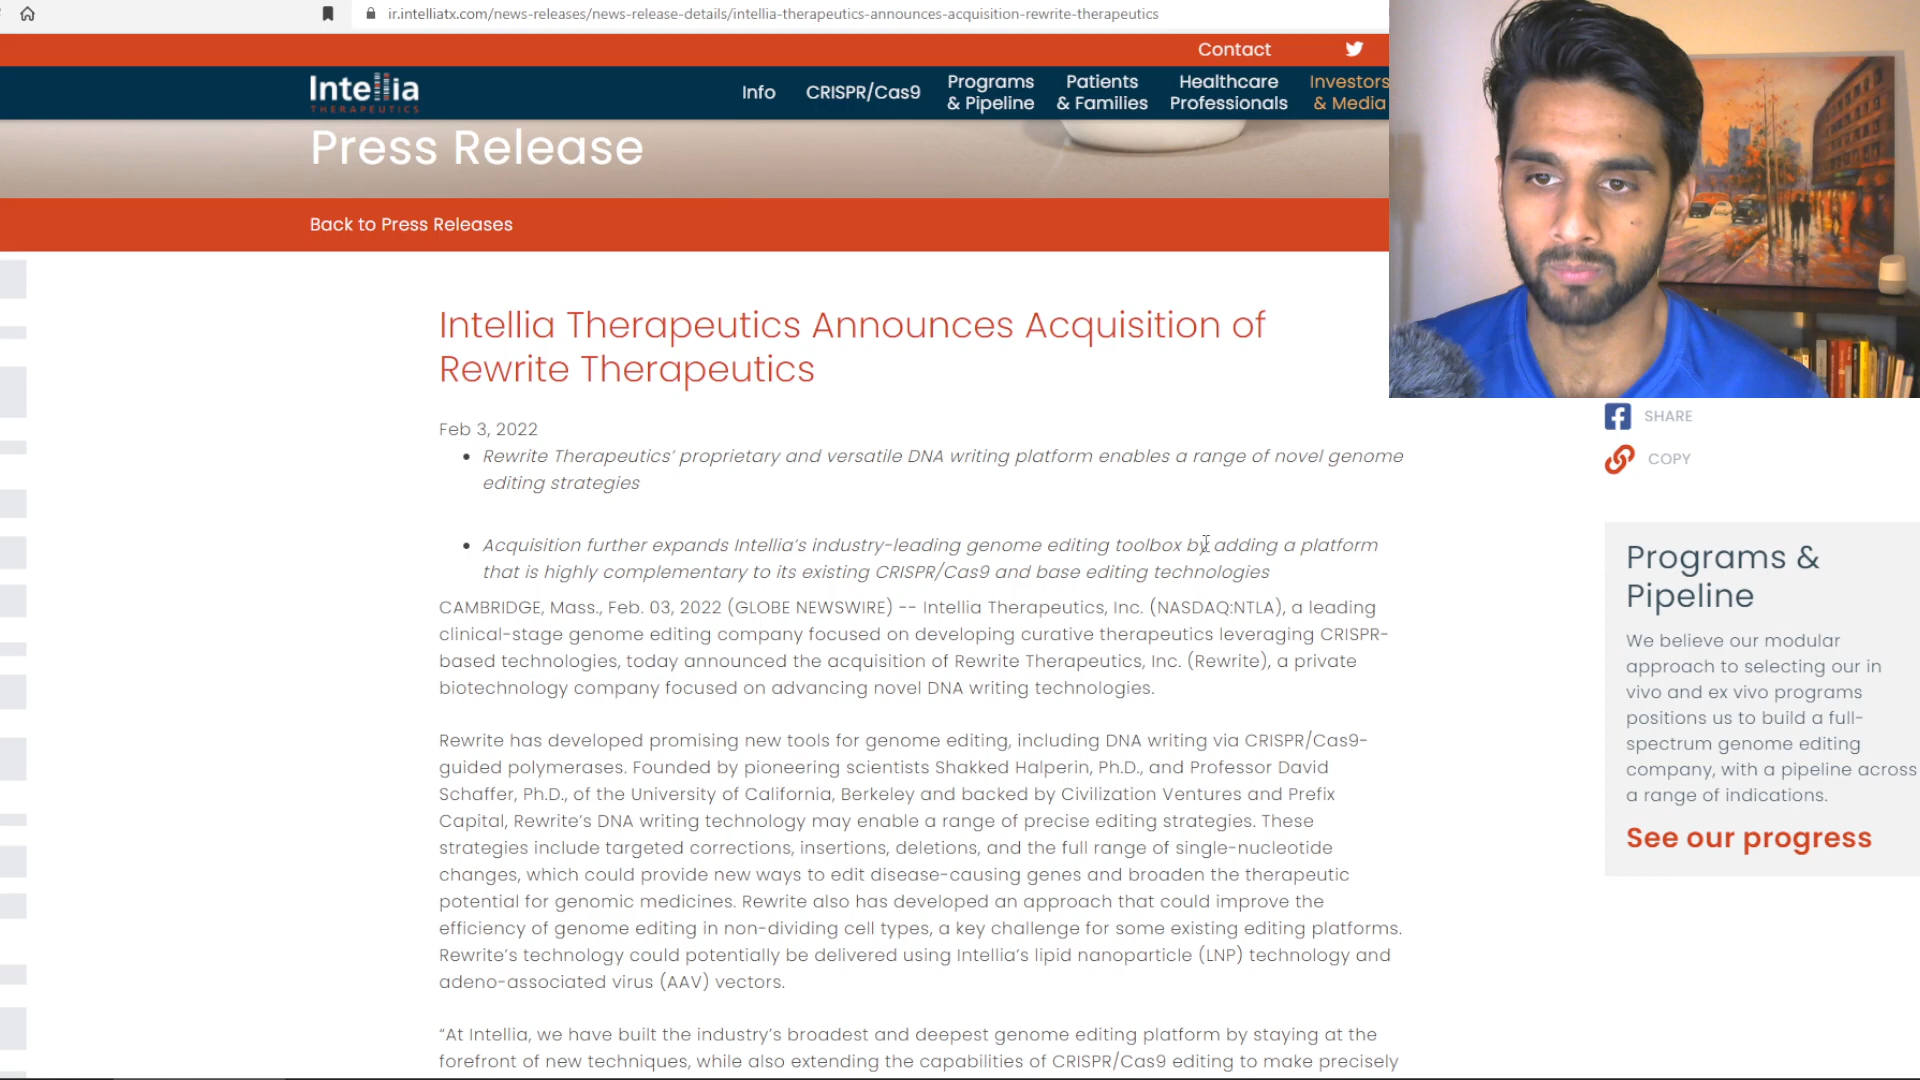 ir.intelliatx.com/news-releases/news-release-details/intellia-therapeutics-announces-acquisition-rewrite-therapeutics
Contact
Intellia
THERAPEUTICS
Info
CRISPR/Cas9
Programs
& Pipeline
Patients
& Families
Healthcare
Professionals
Investors
& Media
Press Release
Back to Press Releases
Intellia Therapeutics Announces Acquisition of
Rewrite Therapeutics
Feb 3, 2022
• Rewrite Therapeutics’ proprietary and versatile DNA writing platform enables a range of novel genome
editing strategies
• Acquisition further expands Intellia’s industry-leading genome editing toolbox by adding a platform
that is highly complementary to its existing CRISPR/Cas9 and base editing technologies
CAMBRIDGE, Mass., Feb. 03, 2022 (GLOBE NEWSWIRE) -- Intellia Therapeutics, Inc. (NASDAQ:NTLA), a leading
clinical-stage genome editing company focused on developing curative therapeutics leveraging CRISPR-
based technologies, today announced the acquisition of Rewrite Therapeutics, Inc. (Rewrite), a private
biotechnology company focused on advancing novel DNA writing technologies.
Rewrite has developed promising new tools for genome editing, including DNA writing via CRISPR/Cas9-
guided polymerases. Founded by pioneering scientists Shakked Halperin, Ph.D., and Professor David
Schaffer, Ph.D., of the University of California, Berkeley and backed by Civilization Ventures and Prefix
Capital, Rewrite’s DNA writing technology may enable a range of precise editing strategies. These
strategies include targeted corrections, insertions, deletions, and the full range of single-nucleotide
changes, which could provide new ways to edit disease-causing genes and broaden the therapeutic
potential for genomic medicines. Rewrite also has developed an approach that could improve the
efficiency of genome editing in non-dividing cell types, a key challenge for some existing editing platforms.
Rewrite’s technology could potentially be delivered using Intellia’s lipid nanoparticle (LNP) technology and
adeno-associated virus (AAV) vectors.
“At Intellia, we have built the industry’s broadest and deepest genome editing platform by staying at the
forefront of new techniques, while also extending the capabilities of CRISPR/Cas9 editing to make precisely
SHARE
COPY
Programs &
Pipeline
We believe our modular
approach to selecting our in
vivo and ex vivo programs
positions us to build a full-
spectrum genome editing
company, with a pipeline across
a range of indications.
See our progress